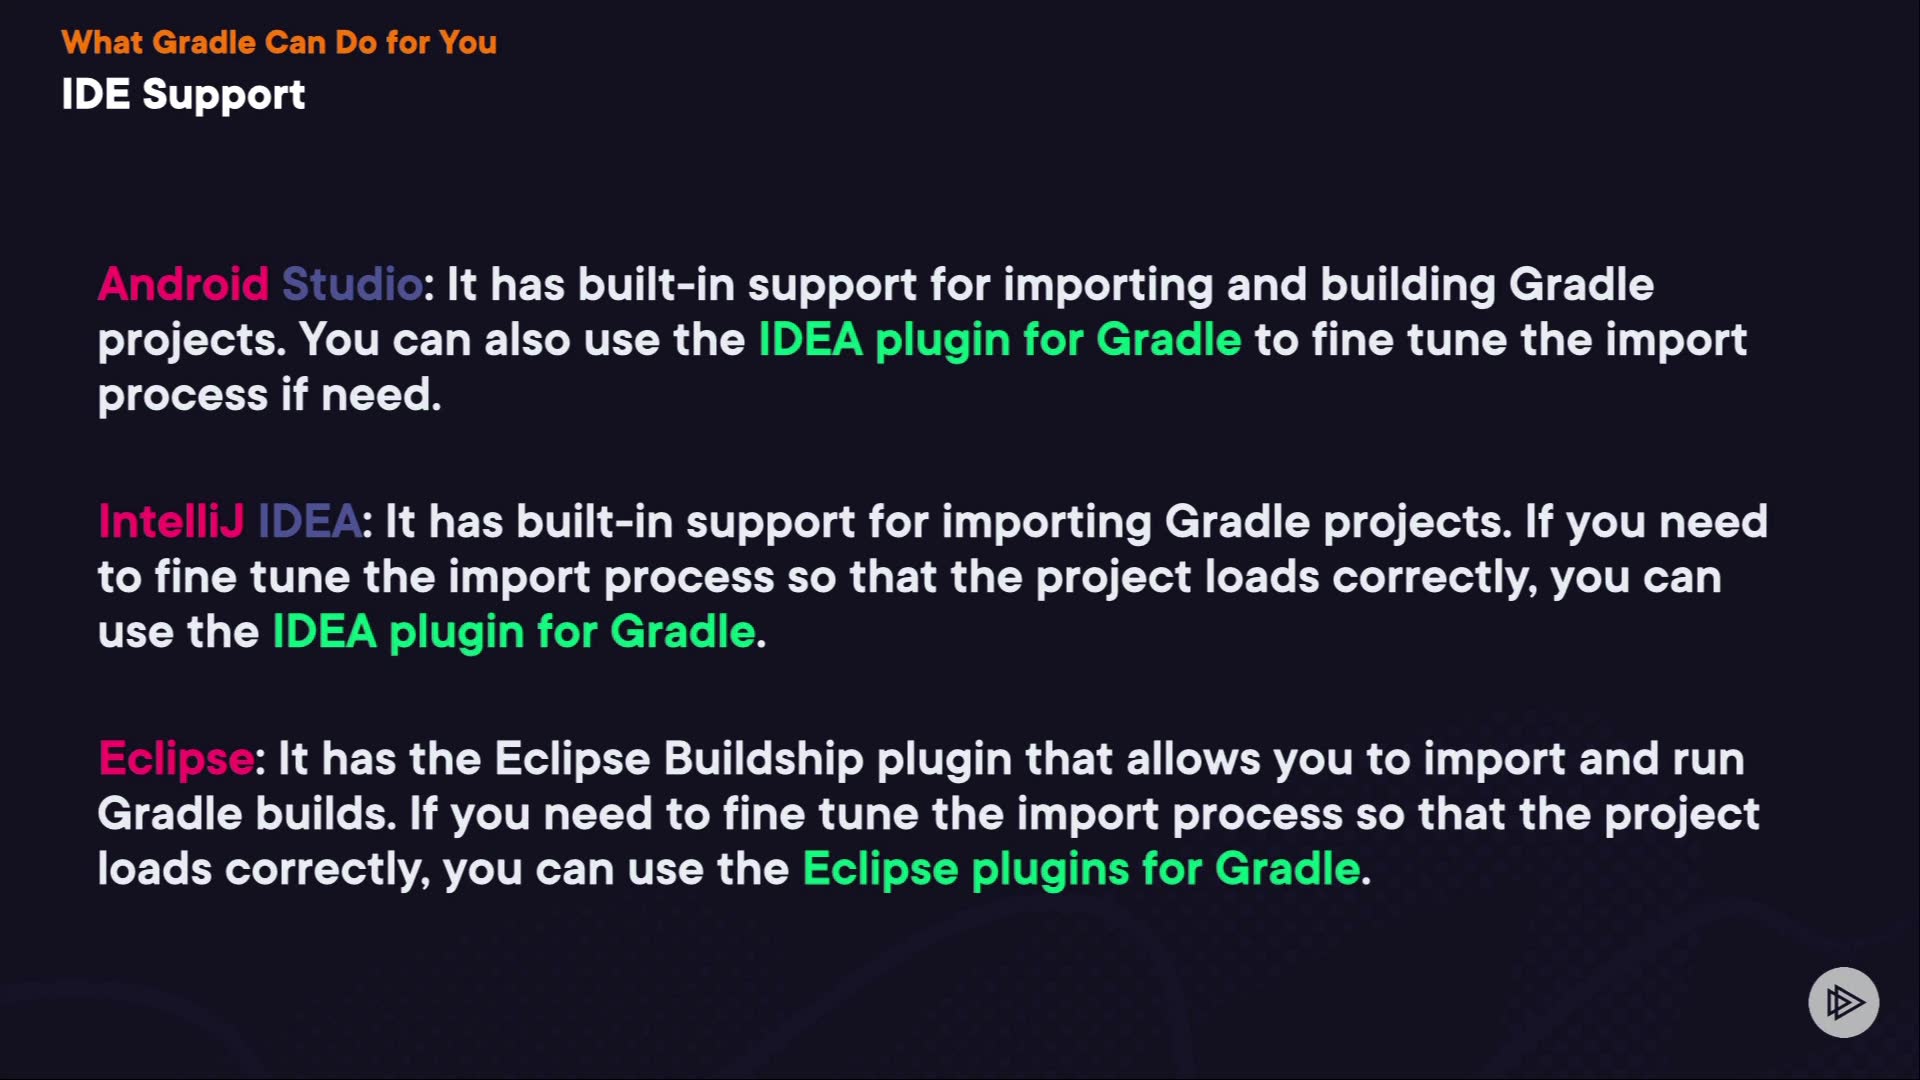 What Gradle Can Do for You
IDE Support
Android Studio: It has built-in support for importing and building Gradle
projects. You can also use the IDEA plugin for Gradle to fine tune the import
process if need.
IntelliJ IDEA: It has built-in support for importing Gradle projects. If you need
to fine tune the import process so that the project loads correctly, you can
use the IDEA plugin for Gradle.
Eclipse: It has the Eclipse Buildship plugin that allows you to import and run
Gradle builds. If you need to fine tune the import process so that the project
loads correctly, you can use the Eclipse plugins for Gradle.